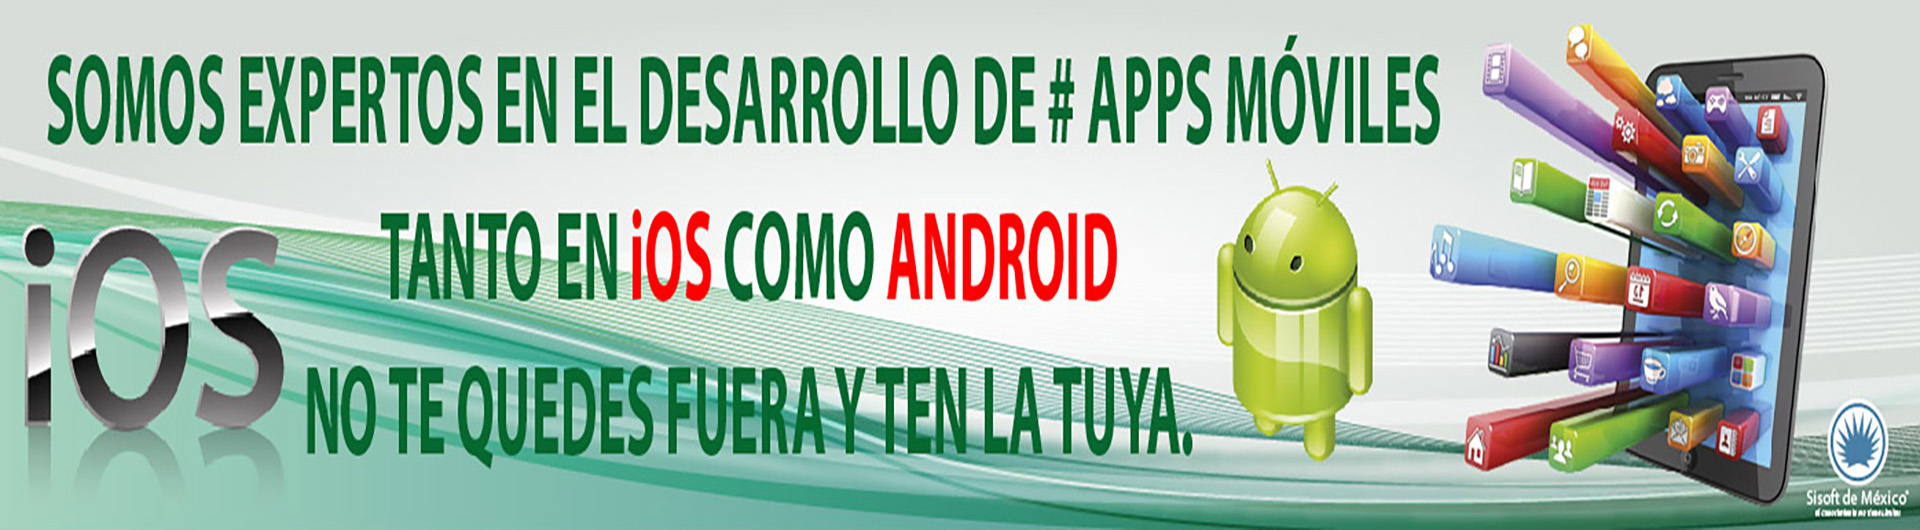 SOMOS EXPERTOS EN EL DESARROLLO DE # APPS MÓVILES
TANTO EN iOS COMO ANDROID
iOS
NO TE QUEDES FUERA Y TEN LA TUYA.
Sisoft de México